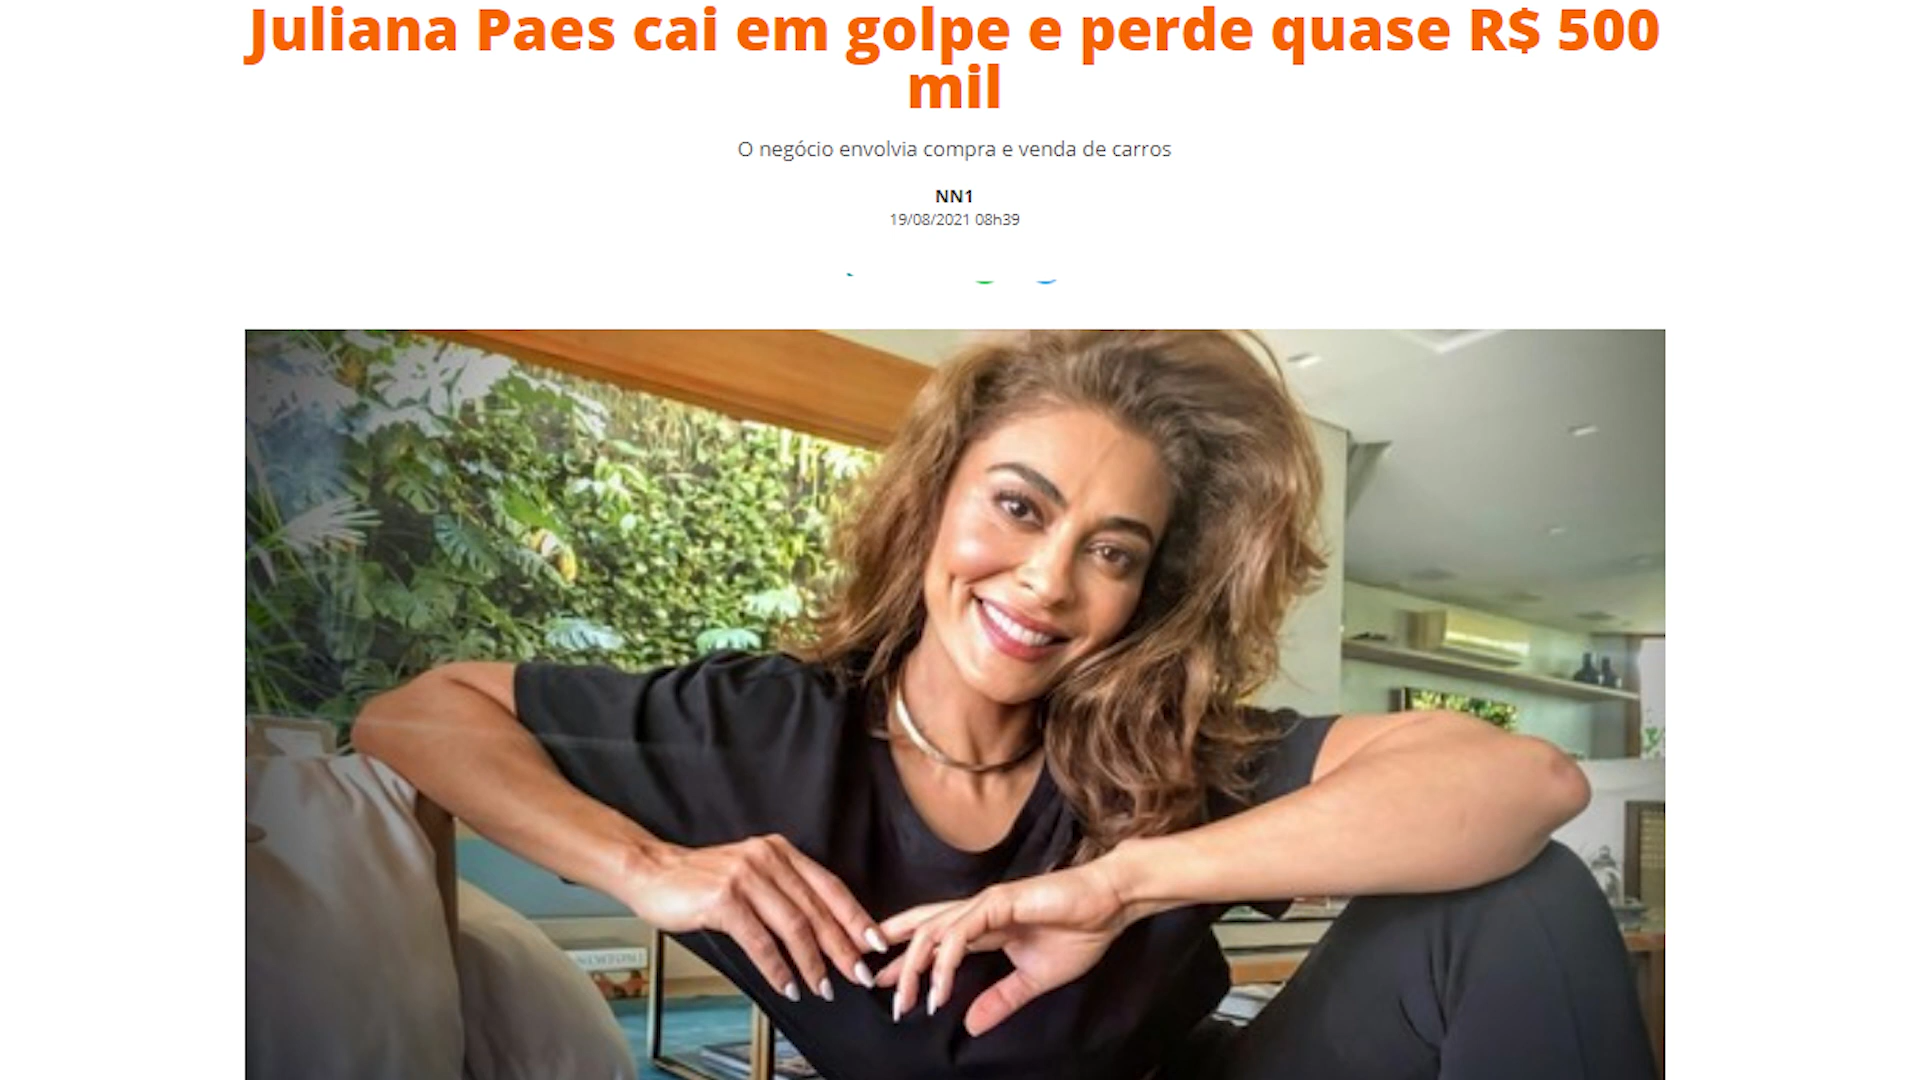 Juliana Paes cai em golpe e perde quase R$ 500
mil
O negócio envolvia compra e venda de carros
NN1
19/08/2021 08h39
NEWTON